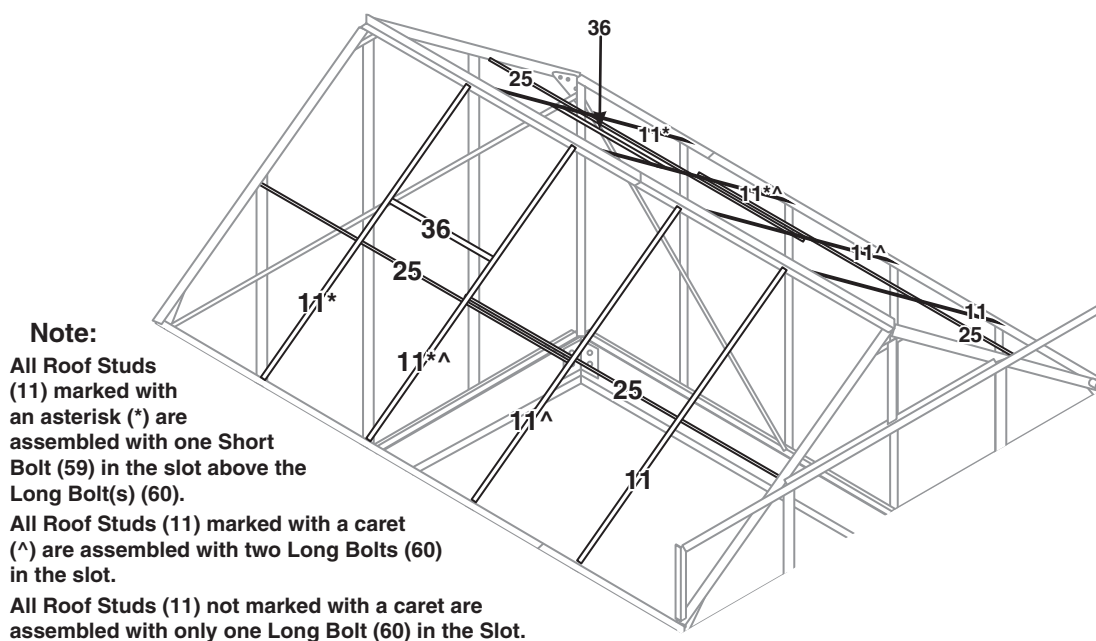 36
25
11*
11*^
11^
11
25
36
25
11*
11*^
25
11^
11
Note:
All Roof Studs
(11) marked with
an asterisk (*) are
assembled with one Short
Bolt (59) in the slot above the
Long Bolt(s) (60).
All Roof Studs (11) marked with a caret
(^) are assembled with two Long Bolts (60)
in the slot.
All Roof Studs (11) not marked with a caret are
assembled with only one Long Bolt (60) in the Slot.